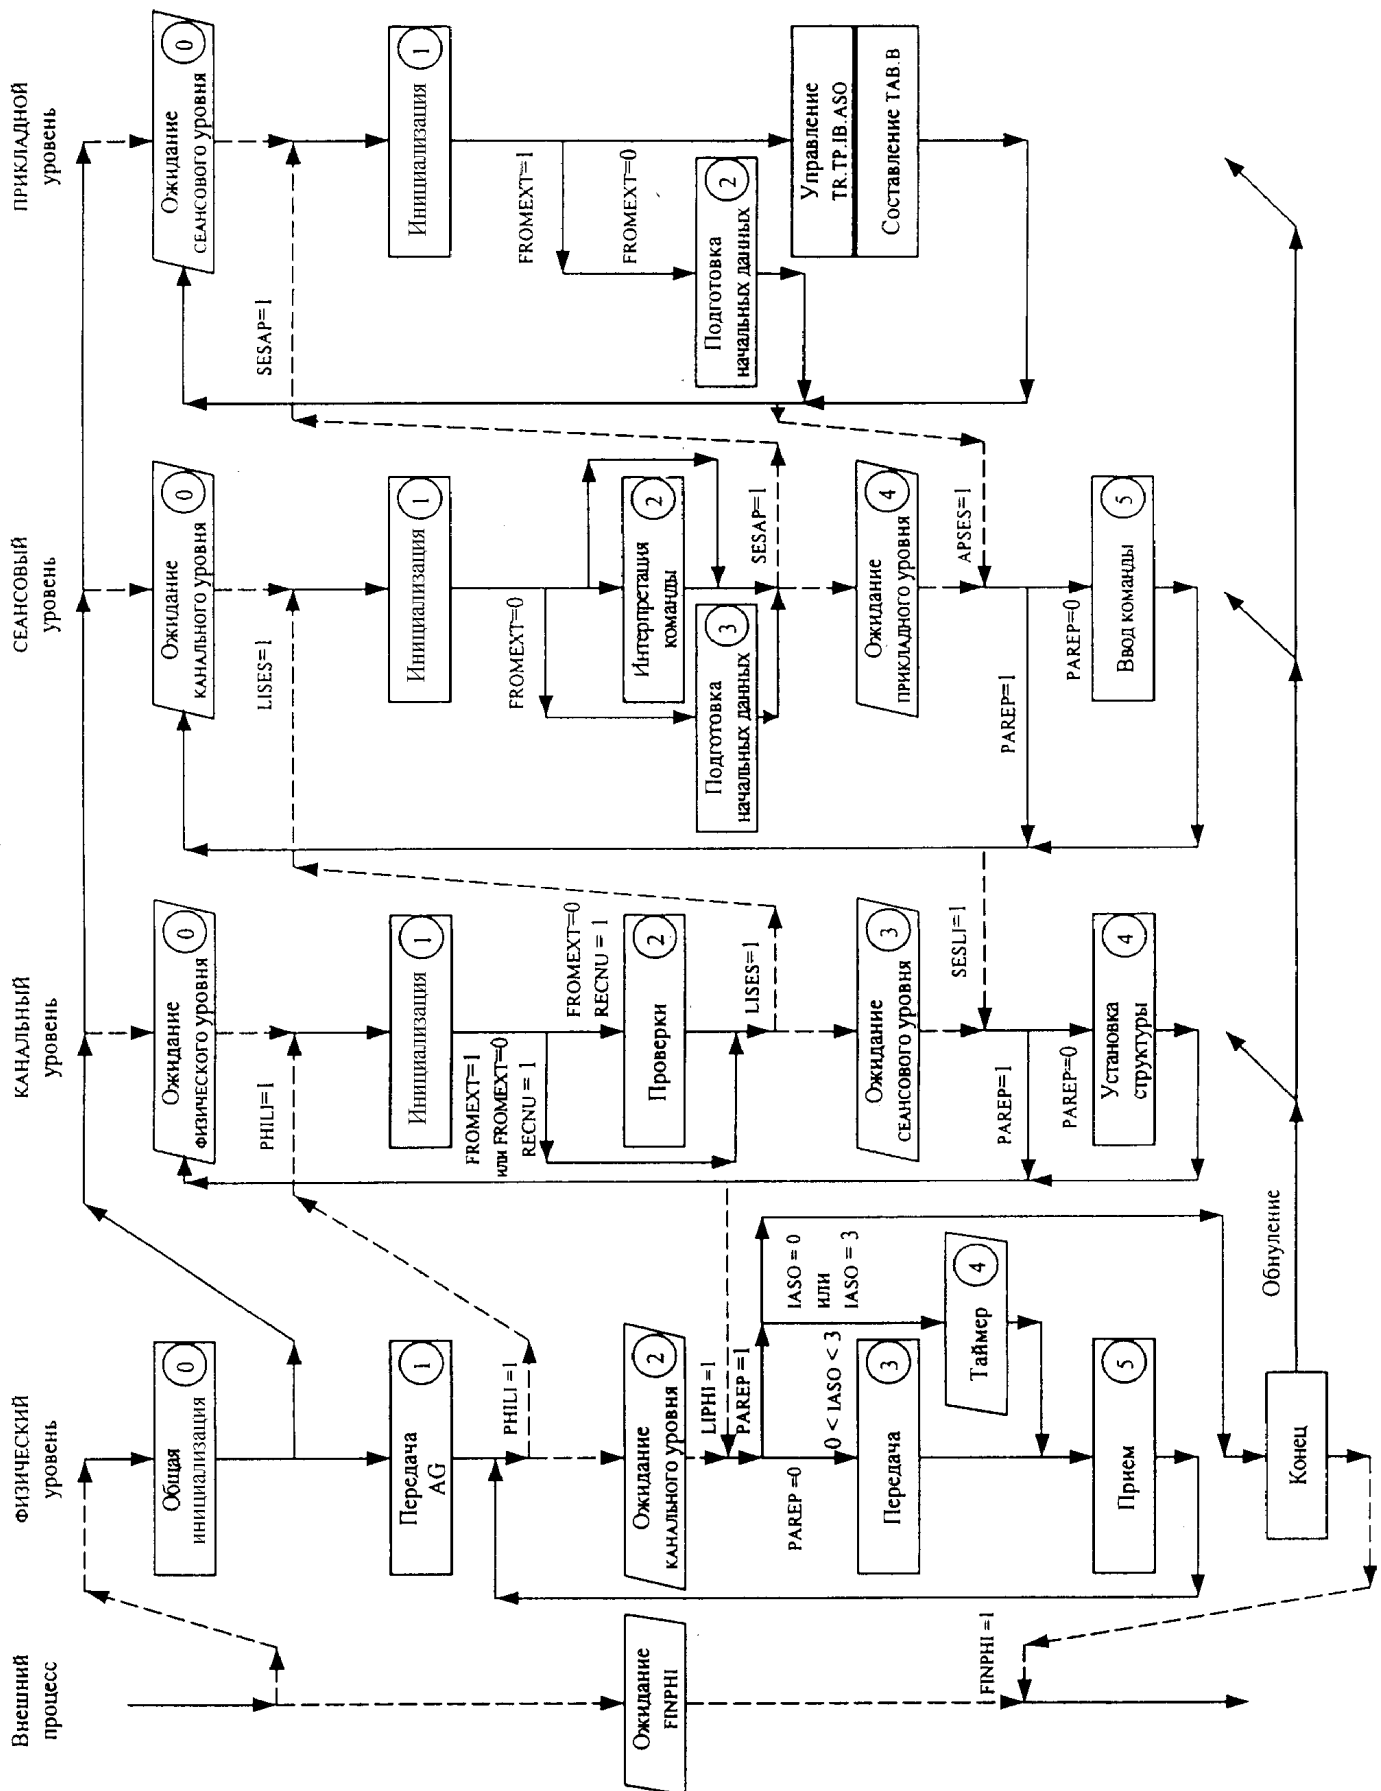 Внешний
процесс
Ожидание
FINPHI
FINPHI =1
ФИЗИЧЕСКИЙ
уровень
Общая
инициализация
0
Передача
AG
1
PHILI =1
Ожидание
КАНАЛЬНОГО уровня
2
LIPHI =1
PAREP =1
PAREP =0
0 < IASO < 3
IASO = 0
ИЛИ
IASO = 3
Передача
3
Таймер
4
Прием
5
Конец
Обнуление
КАНАЛЬНЫЙ
уровень
Ожидание
ФИЗИЧЕСКОГО уровня
0
PHILI=1
Инициализация
1
FROMEXT=1
или FROMEXT=0
RECNU = 1
FROMEXT=0
RECNU = 1
Проверки
2
LISES=1
Ожидание
СЕАНСОВОГО уровня
3
SESLI=1
PAREP=1
PAREP=0
Установка
структуры
4
СЕАНСОВЫЙ
уровень
Ожидание
КАНАЛЬНОГО уровня
0
LISES=1
Инициализация
1
FROMEXT=0
Интерпретация
команды
2
Подготовка
начальных данных
3
SESAP=1
Ожидание
ПРИКЛАДНОГО уровня
4
APSES=1
PAREP=1
PAREP=0
Ввод команды
5
ПРИКЛАДНОЙ
уровень
Ожидание
СЕАНСОВОГО уровня
0
SESAP=1
Инициализация
1
FROMEXT=1
FROMEXT=0
Подготовка
начальных данных
2
Управление
TR.TP.IB.ASO
Составление TAB.B